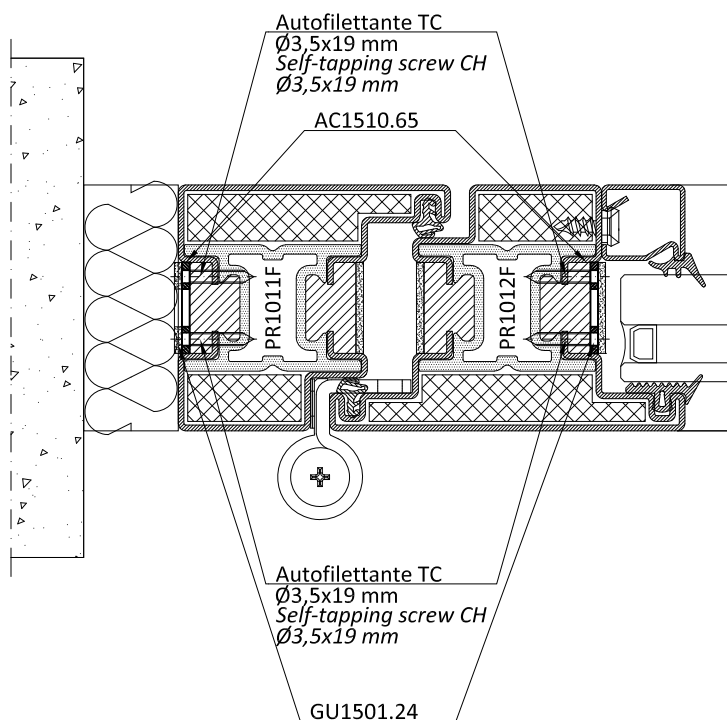 Autofilettante TC
Ø3,5x19 mm
Self-tapping screw CH
Ø3,5x19 mm
AC1510.65
PR1011F
PR1012F
Autofilettante TC
Ø3,5x19 mm
Self-tapping screw CH
Ø3,5x19 mm
GU1501.24